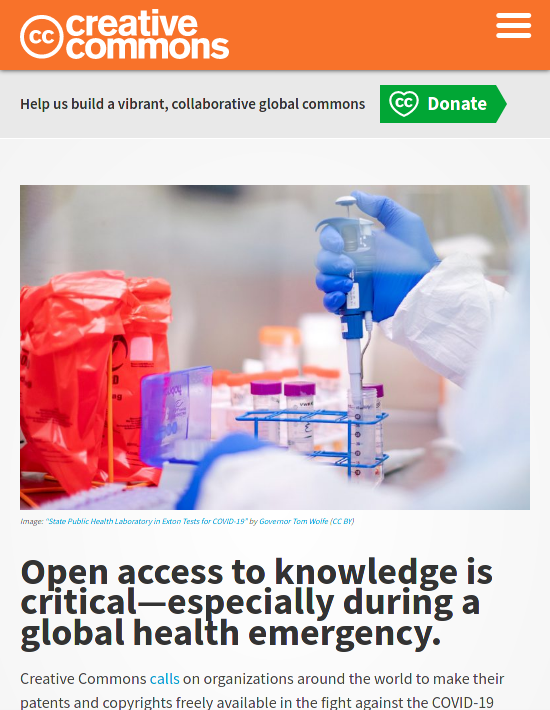 cc creative
commons
Help us build a vibrant, collaborative global commons
CC Donate
Image: "State Public Health Laboratory in Exton Tests for COVID-19" by Governor Tom Wolfe (CC BY)
Open access to knowledge is
critical—especially during a
global health emergency.
Creative Commons calls on organizations around the world to make their
patents and copyrights freely available in the fight against the COVID-19